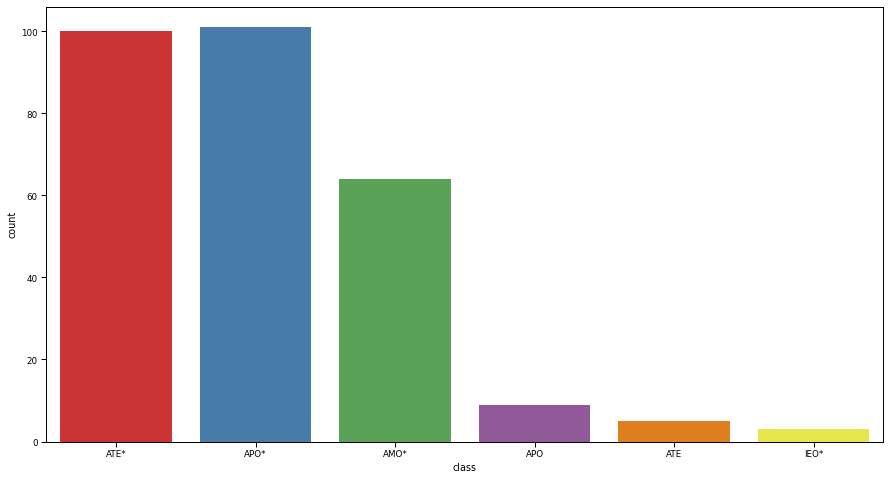 100
80
60
40
20
0
count
ATE*
APO*
AMO*
APO
ATE
IEO*
class